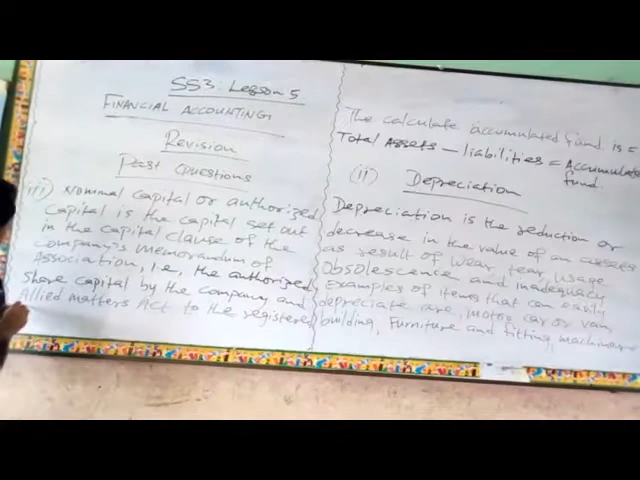 SS3: Lesson 5
FINANCIAL ACCOUNTING
Revision
Past Questions
iii) Nominal capital or authorized
capital is the capital set out
in the capital clause of the
company's memorandum of
Association, i.e, the authorized
Share capital by the company and
Allied matters Act to the registered
The calculate accumulated fund is =
Total Assets — liabilities = Accumulated
fund.
(ii) Depreciation
Depreciation is the reduction or
decrease in the value of an assets
as result of wear, tear, usage
Obsolescence and inadequacy
Examples of items that can easily
depreciate are, motor car or van,
building, Furniture and fitting, machinery